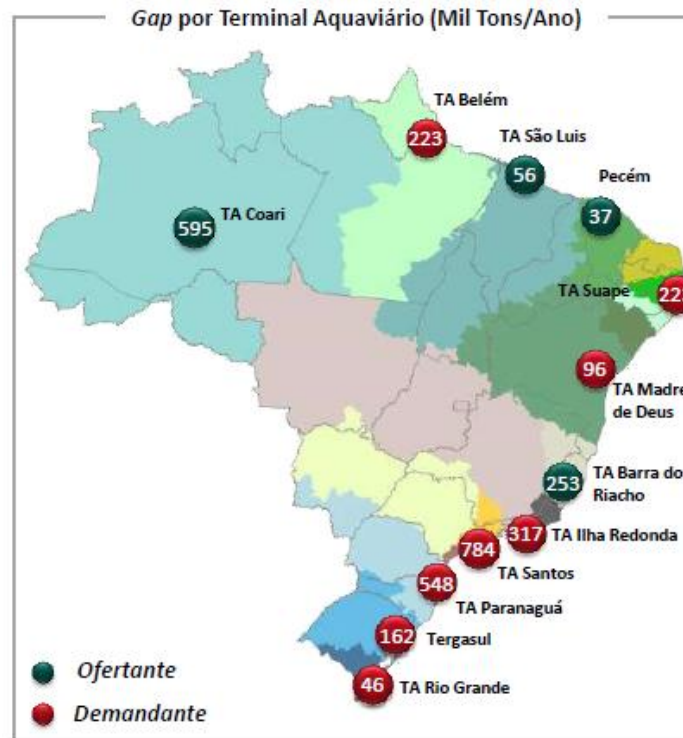 Gap por Terminal Aquaviário (Mil Tons/Ano)
TA Belém
223
TA São Luis
56
Pecém
37
TA Coari
595
TA Suape
96
TA Madre
de Deus
TA Barra do
Riacho
253
317
TA Ilha Redonda
784
TA Santos
548
TA Paranaguá
162
Tergasul
46
TA Rio Grande
Ofertante
Demandante